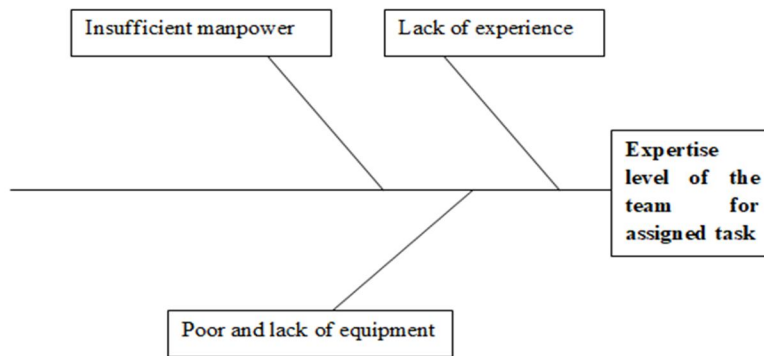 Insufficient manpower
Lack of experience
Expertise
level of the
team for
assigned task
Poor and lack of equipment